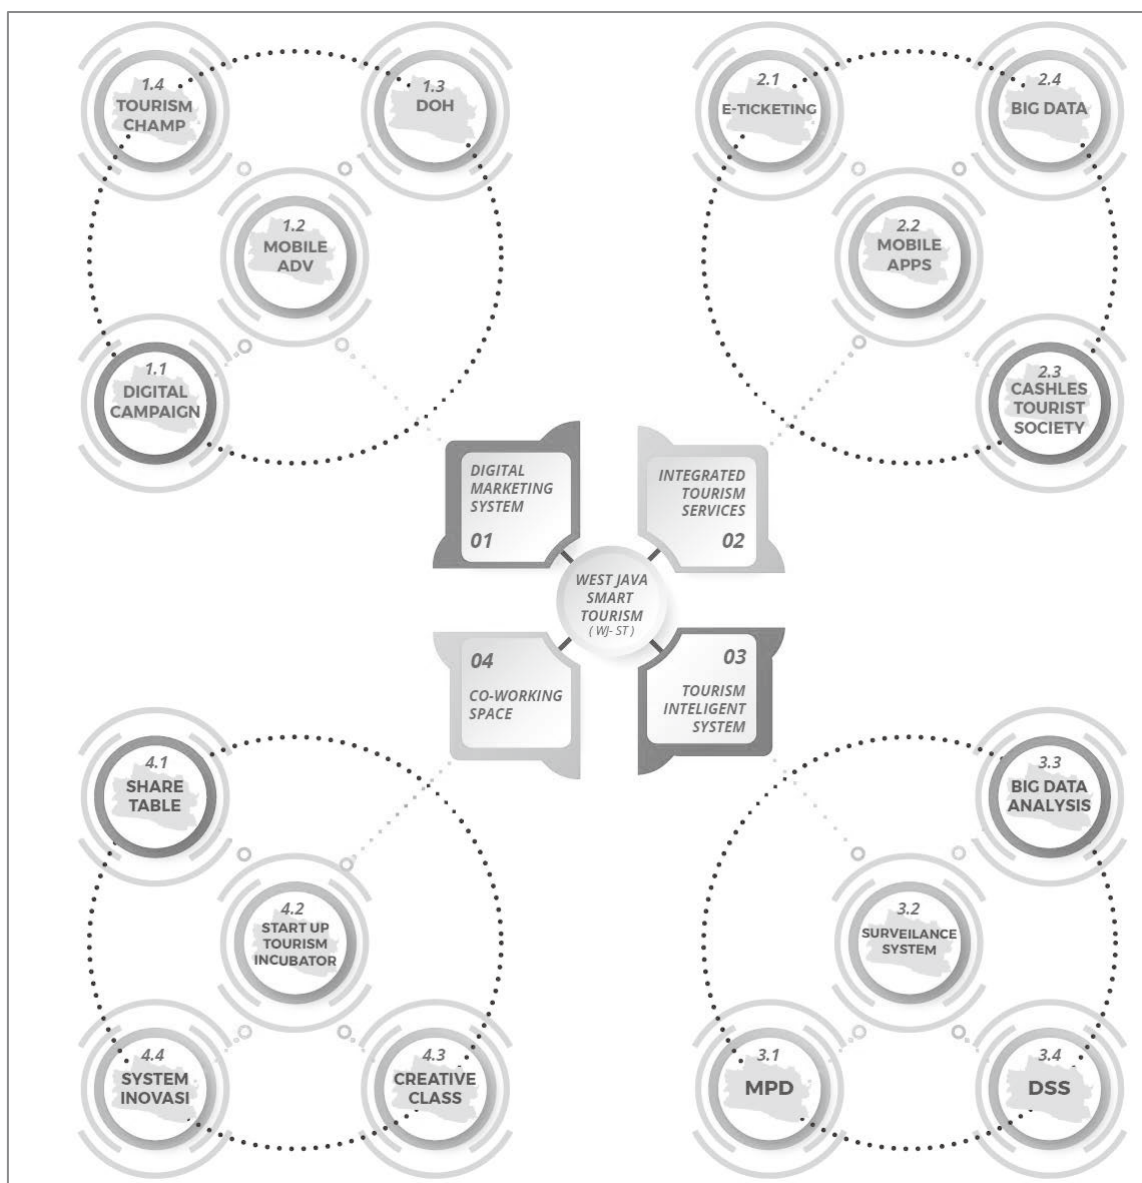 1.4
TOURISM
CHAMP
1.3
DOH
1.2
MOBILE
ADV
1.1
DIGITAL
CAMPAIGN
2.1
E-TICKETING
2.4
BIG DATA
2.2
MOBILE
APPS
2.3
CASHLES
TOURIST
SOCIETY
DIGITAL
MARKETING
SYSTEM
01
INTEGRATED
TOURISM
SERVICES
02
WEST JAVA
SMART
TOURISM
( WJ- ST )
04
CO-WORKING
SPACE
03
TOURISM
INTELIGENT
SYSTEM
4.1
SHARE
TABLE
4.2
START UP
TOURISM
INCUBATOR
4.4
SYSTEM
INOVASI
4.3
CREATIVE
CLASS
3.3
BIG DATA
ANALYSIS
3.2
SURVEILANCE
SYSTEM
3.1
MPD
3.4
DSS